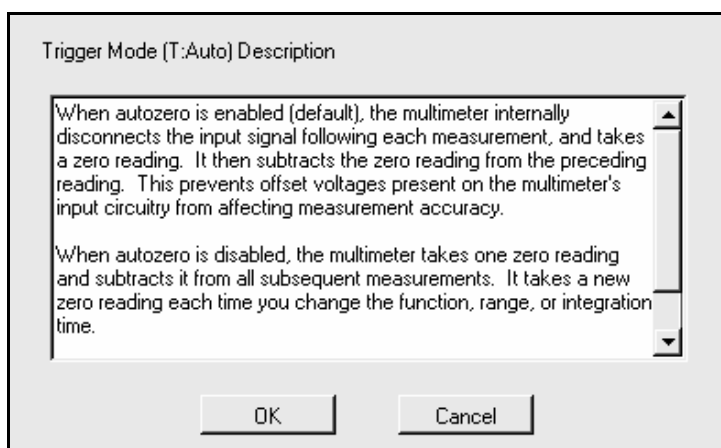 Trigger Mode (T:Auto) Description
When autozero is enabled (default), the multimeter internally
disconnects the input signal following each measurement, and takes
a zero reading.  It then subtracts the zero reading from the preceding
reading.  This prevents offset voltages present on the multimeter's
input circuitry from affecting measurement accuracy.
When autozero is disabled, the multimeter takes one zero reading
and subtracts it from all subsequent measurements.  It takes a new
zero reading each time you change the function, range, or integration
time.
OK
Cancel